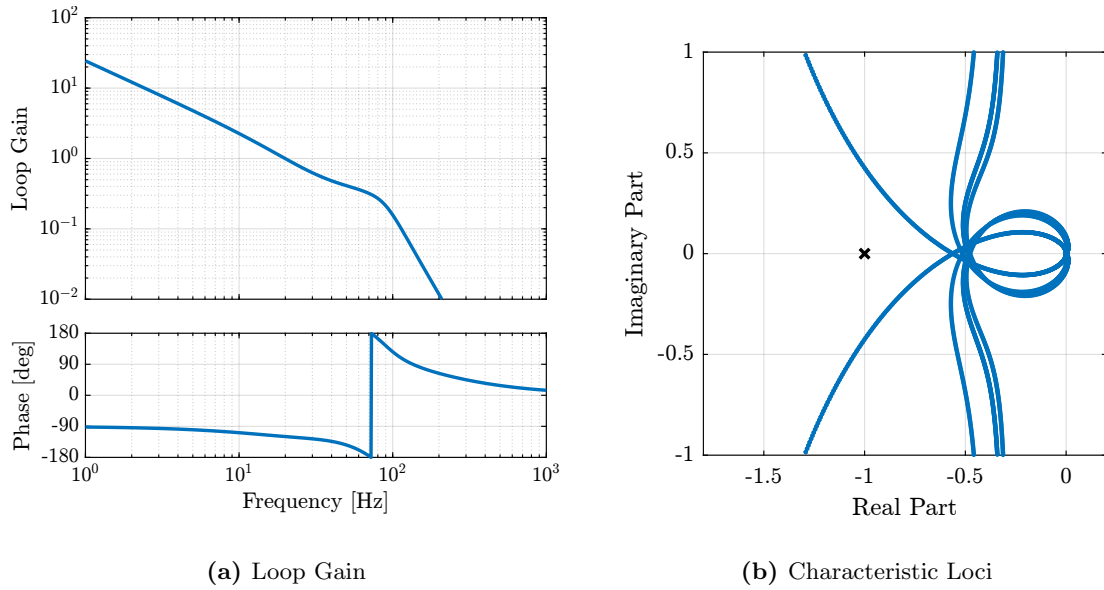 10^2
10^1
10^0
10^-1
10^-2
Loop Gain
180
90
0
-90
-180
Phase [deg]
10^0 10^1 10^2 10^3
Frequency [Hz]
(a) Loop Gain
1
0.5
0
-0.5
-1
Imaginary Part
-1.5 -1 -0.5 0
Real Part
(b) Characteristic Loci